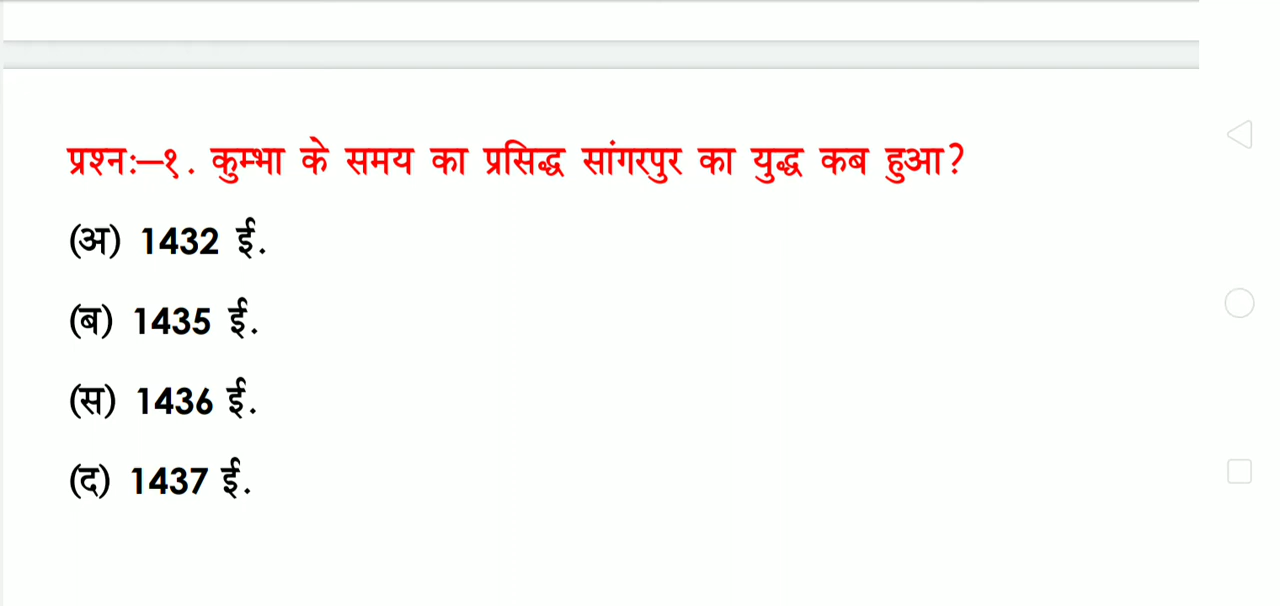 प्रश्नः–१. कुम्भा के समय का प्रसिद्ध सांगरपुर का युद्ध कब हुआ?
(अ) 1432 ई.
(ब) 1435 ई.
(स) 1436 ई.
(द) 1437 ई.